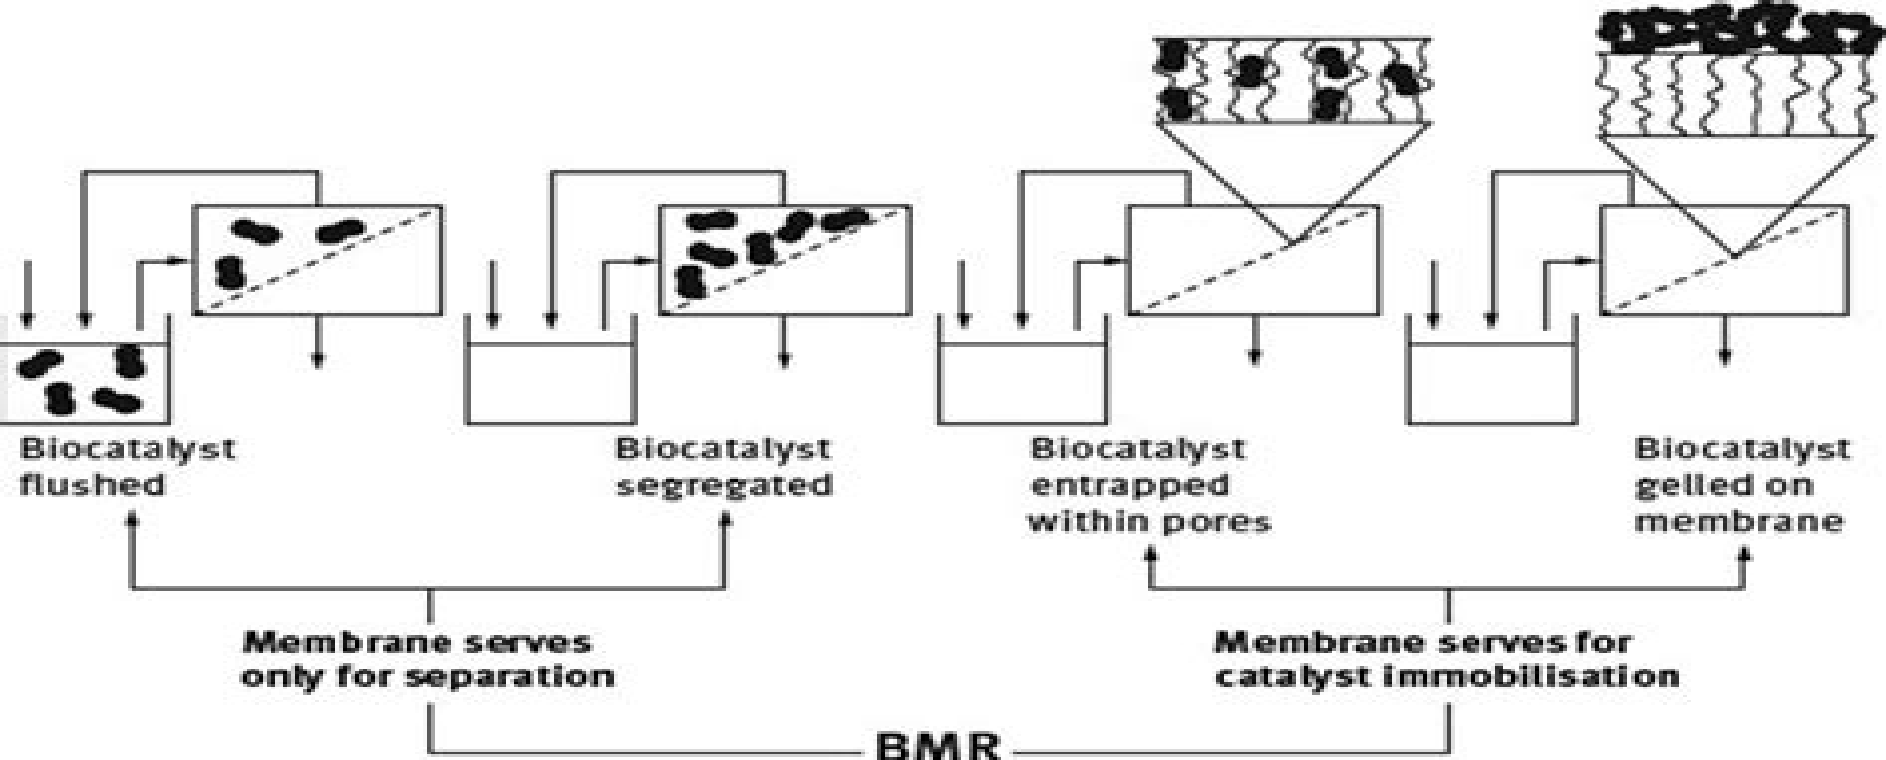 Biocatalyst
flushed
Biocatalyst
segregated
Biocatalyst
entrapped
within pores
Biocatalyst
gelled on
membrane
Membrane serves
only for separation
Membrane serves for
catalyst immobilisation
BMR